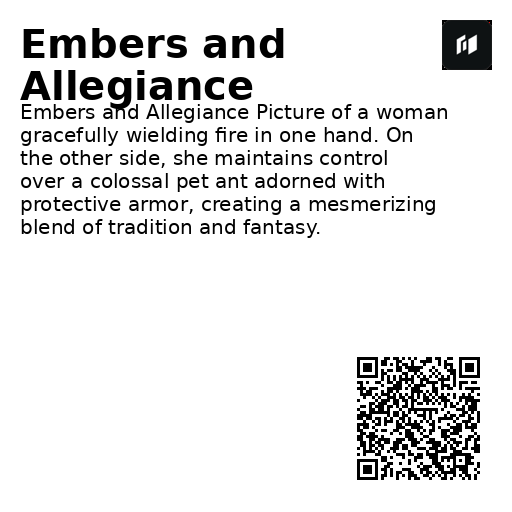 Embers and
Allegiance
Embers and Allegiance Picture of a woman
gracefully wielding fire in one hand. On
the other side, she maintains control
over a colossal pet ant adorned with
protective armor, creating a mesmerizing
blend of tradition and fantasy.